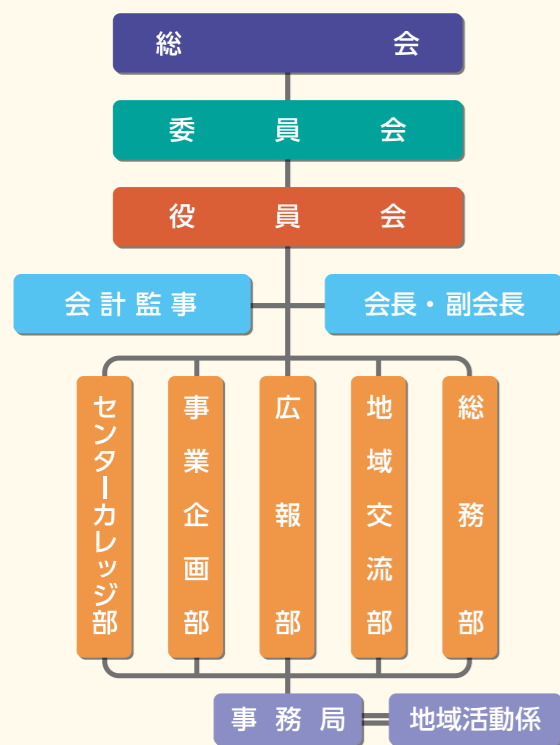 総会
委員会
役員会
会計監事
会長・副会長
センターカレッジ部
事業企画部
広報部
地域交流部
総務部
事務局
地域活動係